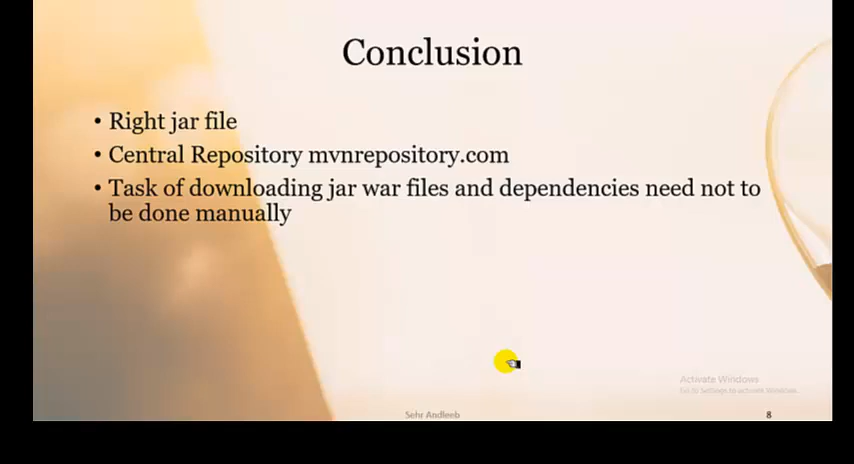 Conclusion
• Right jar file
• Central Repository mvnrepository.com
• Task of downloading jar war files and dependencies need not to
be done manually
Activate Windows
Go to Settings to activate Windows.
Sehr Andleeb
8